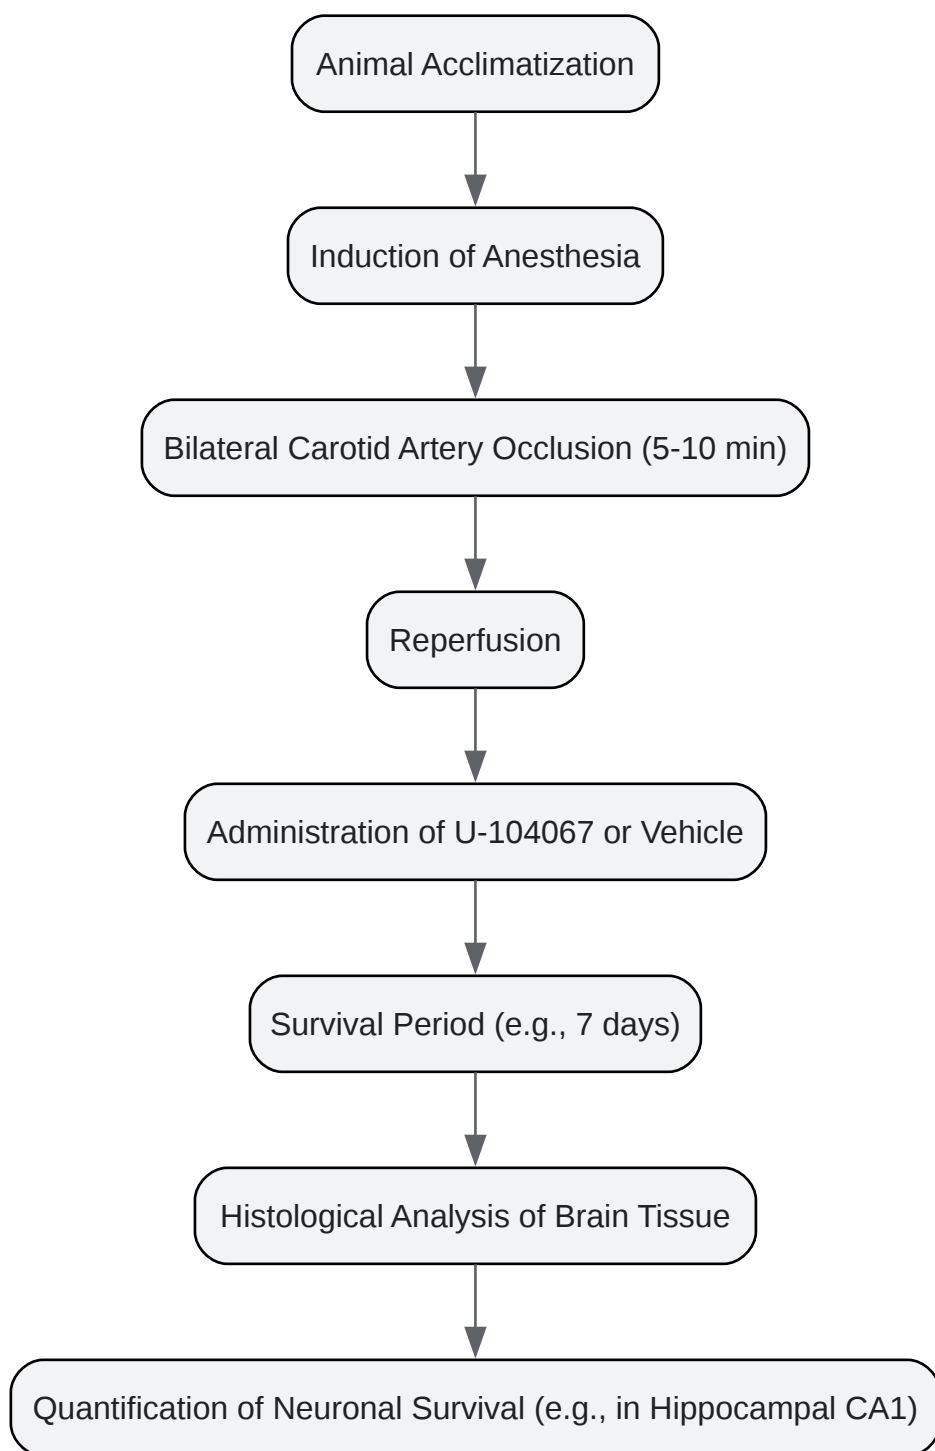 Animal Acclimatization
Induction of Anesthesia
Bilateral Carotid Artery Occlusion (5-10 min)
Reperfusion
Administration of U-104067 or Vehicle
Survival Period (e.g., 7 days)
Histological Analysis of Brain Tissue
Quantification of Neuronal Survival (e.g., in Hippocampal CA1)